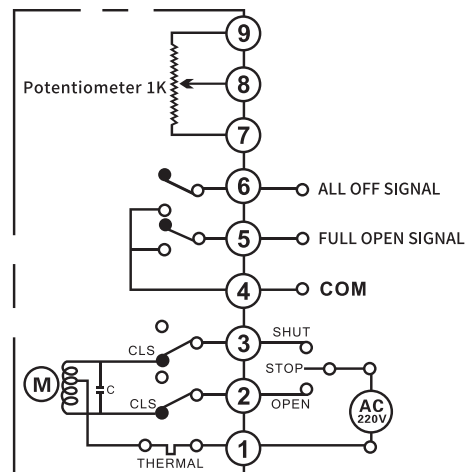 9
Potentiometer 1K
8
7
6 ALL OFF SIGNAL
5 FULL OPEN SIGNAL
4 COM
CLS 3 SHUT
STOP
M C
CLS 2 OPEN
AC
220V
THERMAL 1